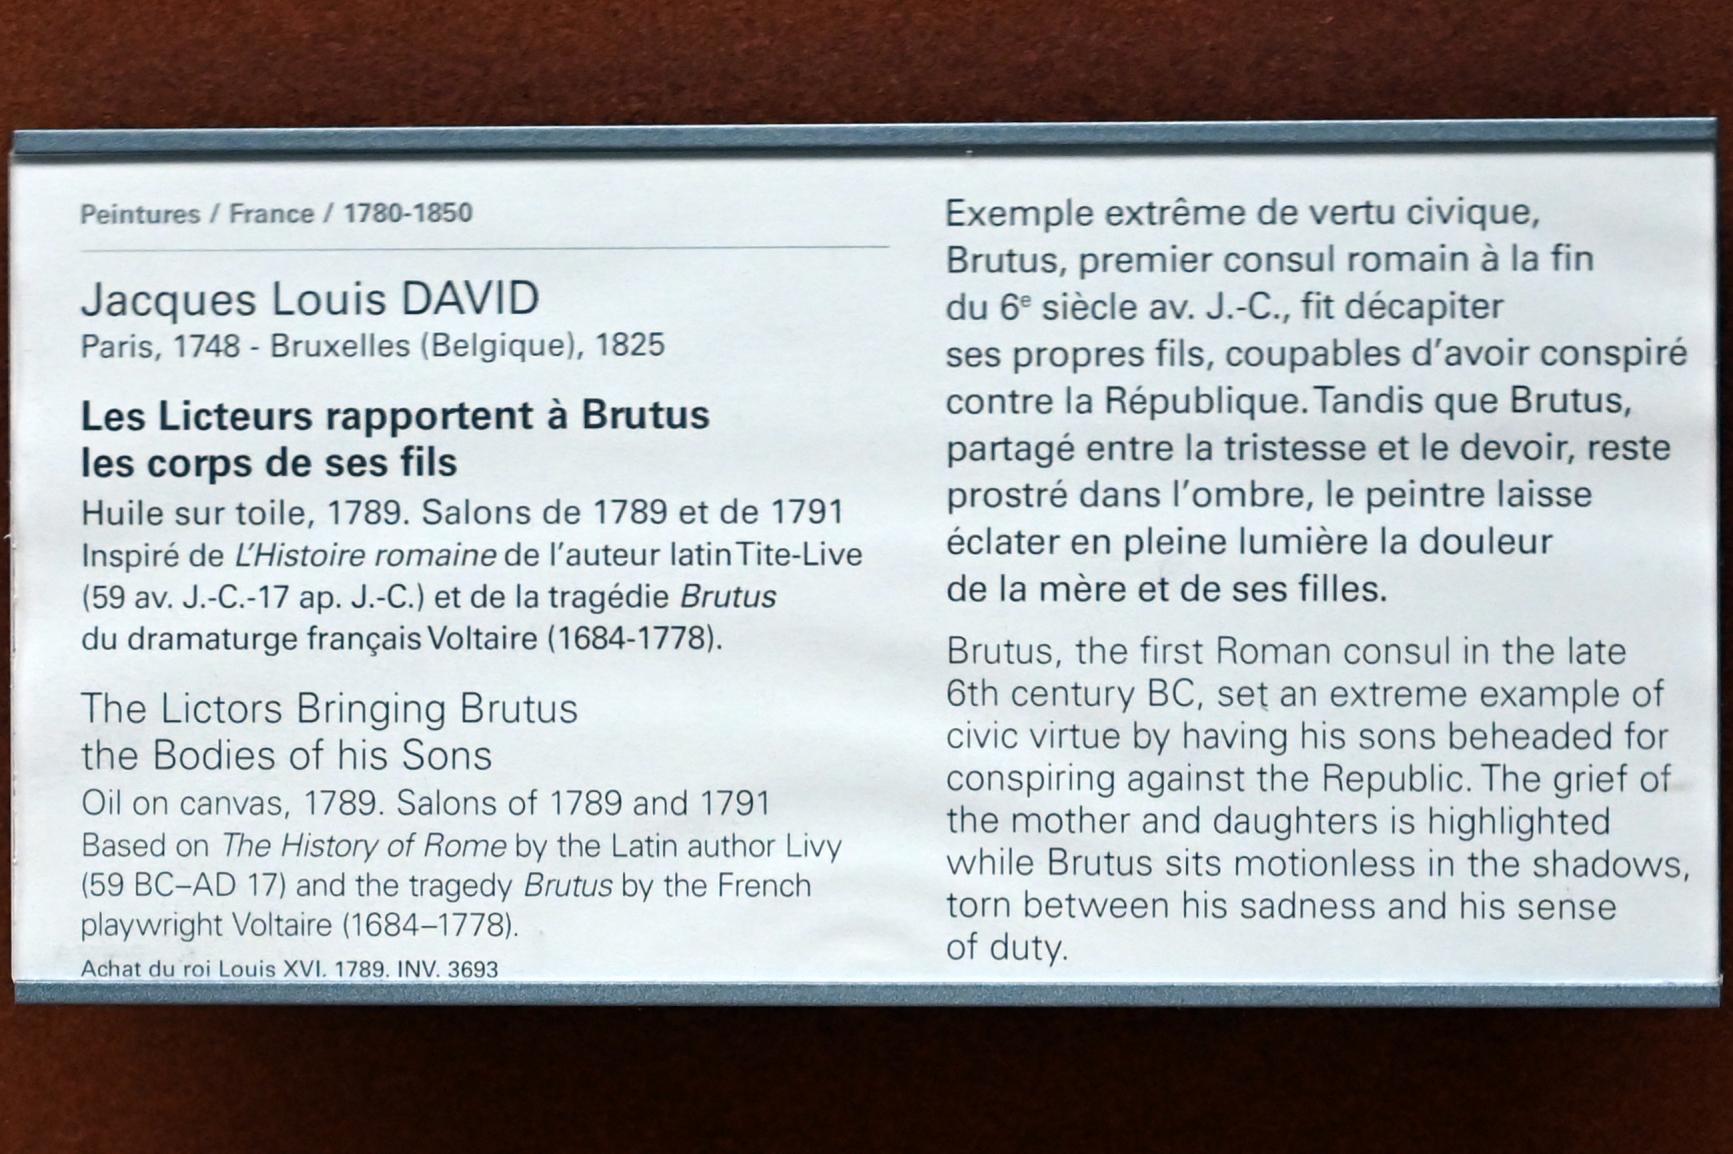 Peintures / France / 1780-1850
Jacques Louis DAVID
Paris, 1748 - Bruxelles (Belgique), 1825
Les Licteurs rapportent à Brutus
les corps de ses fils
Huile sur toile, 1789. Salons de 1789 et de 1791
Inspiré de L'Histoire romaine de l'auteur latin Tite-Live
(59 av. J.-C.-17 ap. J.-C.) et de la tragédie Brutus
du dramaturge français Voltaire (1684-1778).
The Lictors Bringing Brutus
the Bodies of his Sons
Oil on canvas, 1789. Salons of 1789 and 1791
Based on The History of Rome by the Latin author Livy
(59 BC–AD 17) and the tragedy Brutus by the French
playwright Voltaire (1684–1778).
Achat du roi Louis XVI. 1789. INV. 3693
Exemple extrême de vertu civique,
Brutus, premier consul romain à la fin
du 6e siècle av. J.-C., fit décapiter
ses propres fils, coupables d'avoir conspiré
contre la République. Tandis que Brutus,
partagé entre la tristesse et le devoir, reste
prostré dans l'ombre, le peintre laisse
éclater en pleine lumière la douleur
de la mère et de ses filles.
Brutus, the first Roman consul in the late
6th century BC, set an extreme example of
civic virtue by having his sons beheaded for
conspiring against the Republic. The grief of
the mother and daughters is highlighted
while Brutus sits motionless in the shadows,
torn between his sadness and his sense
of duty.